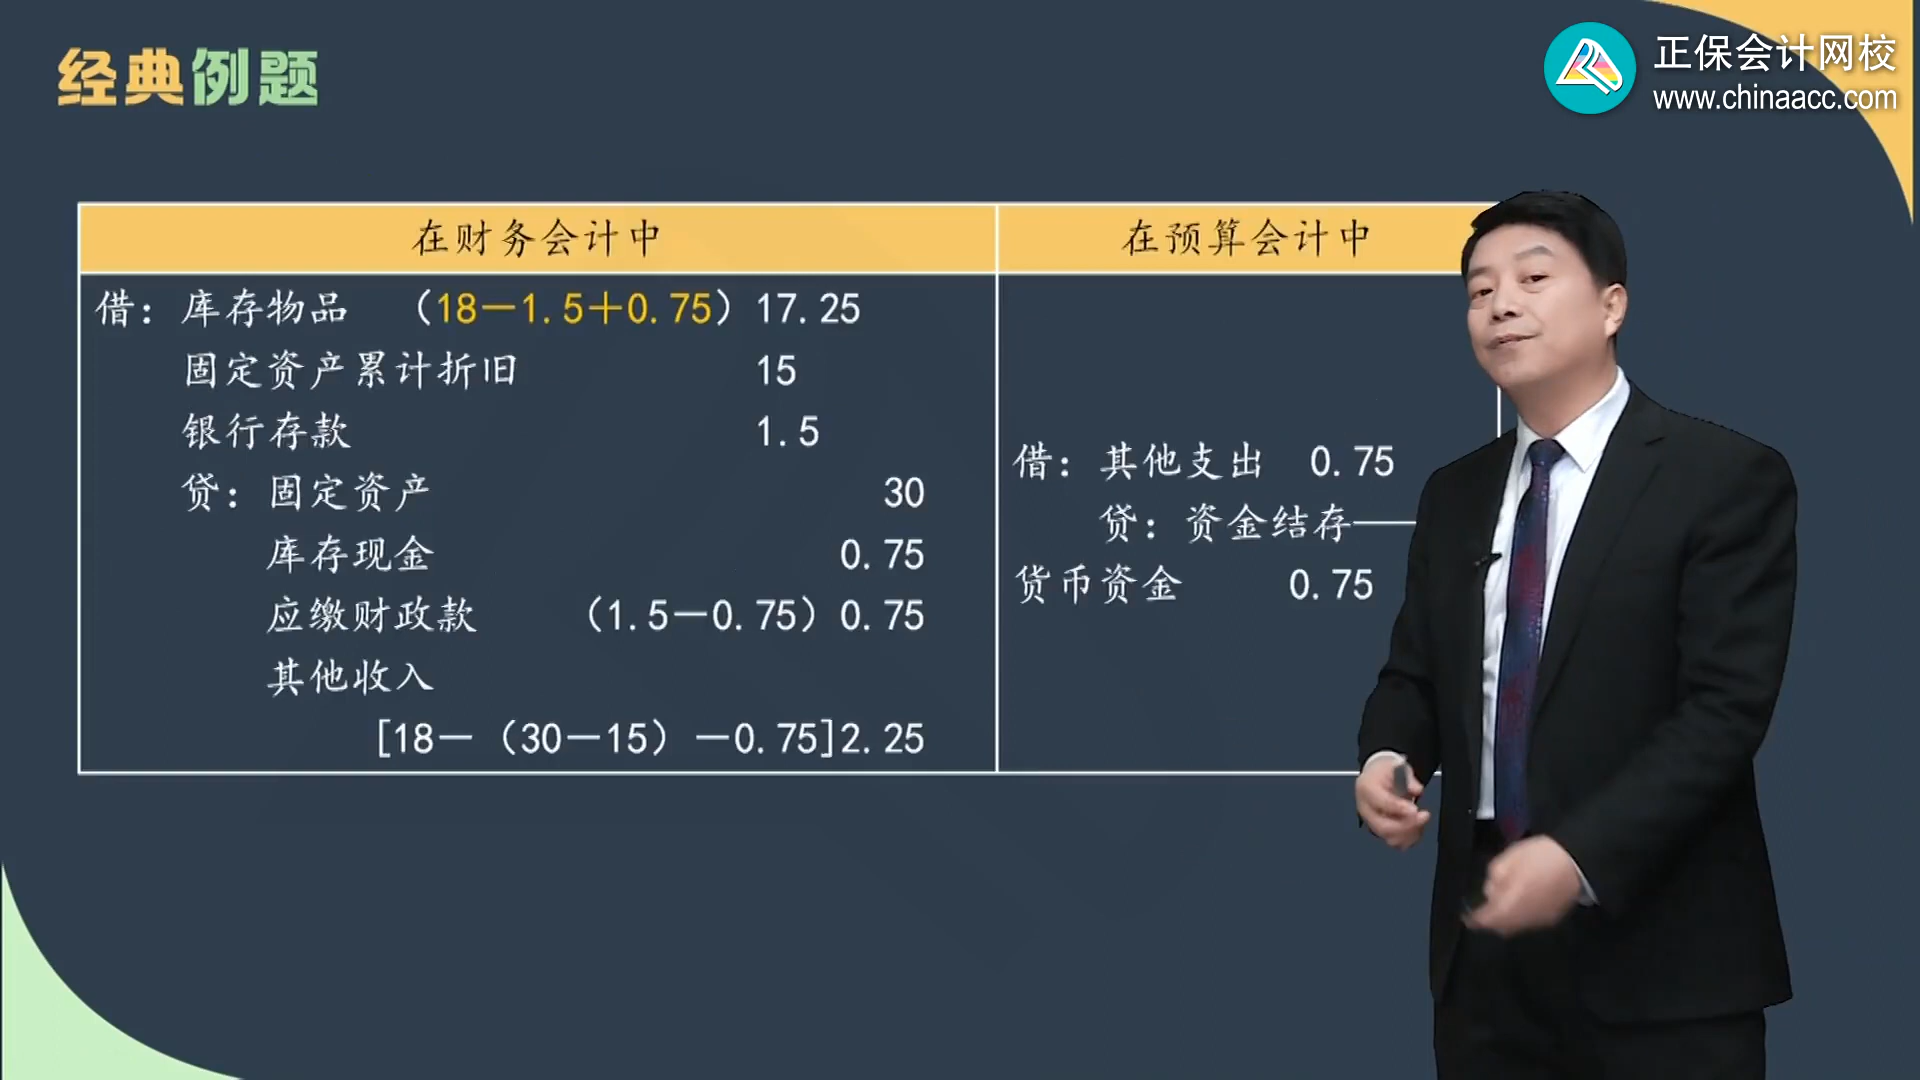 经典例题
正保会计网校
www.chinaacc.com
在财务会计中
在预算会计中
借：库存物品 （18－1.5＋0.75）17.25
固定资产累计折旧 15
银行存款 1.5
贷：固定资产 30
库存现金 0.75
应缴财政款 （1.5－0.75）0.75
其他收入
[18－（30－15）－0.75]2.25
借：其他支出 0.75
贷：资金结存——
货币资金 0.75